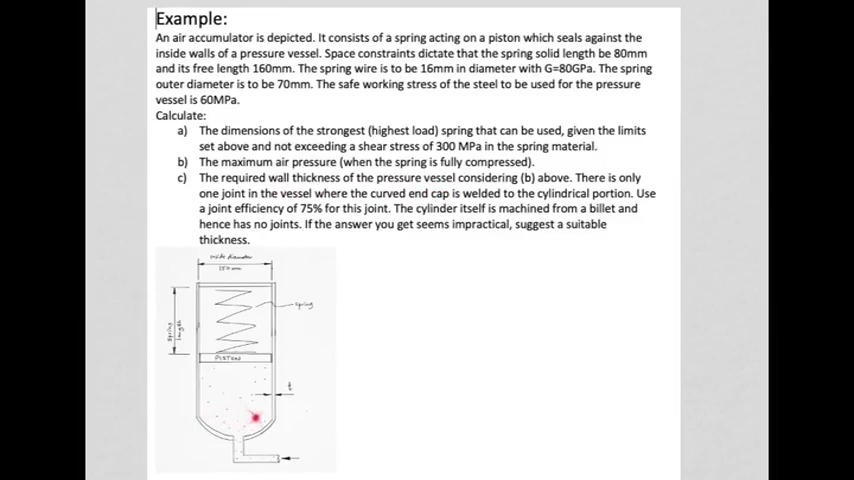 Example:
An air accumulator is depicted. It consists of a spring acting on a piston which seals against the
inside walls of a pressure vessel. Space constraints dictate that the spring solid length be 80mm
and its free length 160mm. The spring wire is to be 16mm in diameter with G=80GPa. The spring
outer diameter is to be 70mm. The safe working stress of the steel to be used for the pressure
vessel is 60MPa.
Calculate:
a) The dimensions of the strongest (highest load) spring that can be used, given the limits
set above and not exceeding a shear stress of 300 MPa in the spring material.
b) The maximum air pressure (when the spring is fully compressed).
c) The required wall thickness of the pressure vessel considering (b) above. There is only
one joint in the vessel where the curved end cap is welded to the cylindrical portion. Use
a joint efficiency of 75% for this joint. The cylinder itself is machined from a billet and
hence has no joints. If the answer you get seems impractical, suggest a suitable
thickness.
inside diameter
150 mm
spring
spring
length
PISTON
t